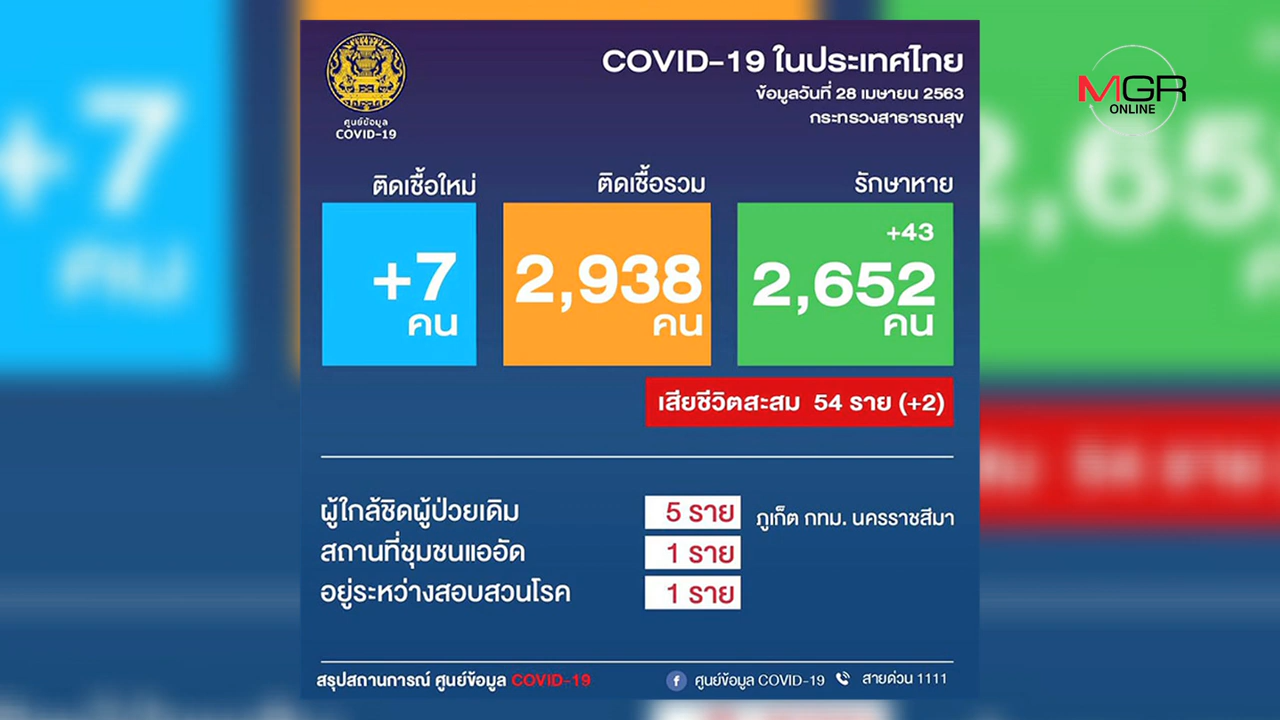 COVID-19 ในประเทศไทย
ข้อมูลวันที่ 28 เมษายน 2563
กระทรวงสาธารณสุข
ศูนย์ข้อมูล
COVID-19
MGR
ONLINE
ติดเชื้อใหม่
ติดเชื้อรวม
รักษาหาย
+7
คน
2,938
คน
+43
2,652
คน
เสียชีวิตสะสม 54 ราย (+2)
ผู้ใกล้ชิดผู้ป่วยเดิม 5 ราย ภูเก็ต กทม. นครราชสีมา
สถานที่ชุมชนแออัด 1 ราย
อยู่ระหว่างสอบสวนโรค 1 ราย
สรุปสถานการณ์ ศูนย์ข้อมูล COVID-19
ศูนย์ข้อมูล COVID-19 สายด่วน 1111